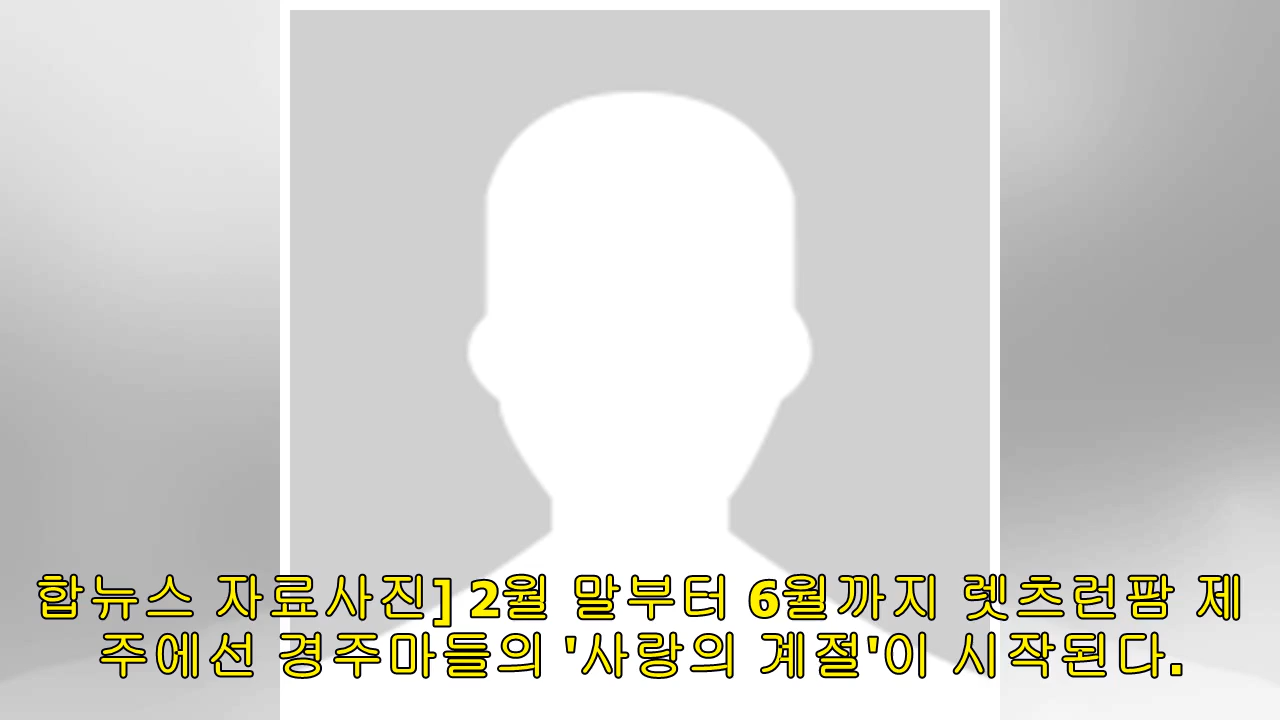 합뉴스 자료사진] 2월 말부터 6월까지 렛츠런팜 제
주에선 경주마들의 '사랑의 계절'이 시작된다.